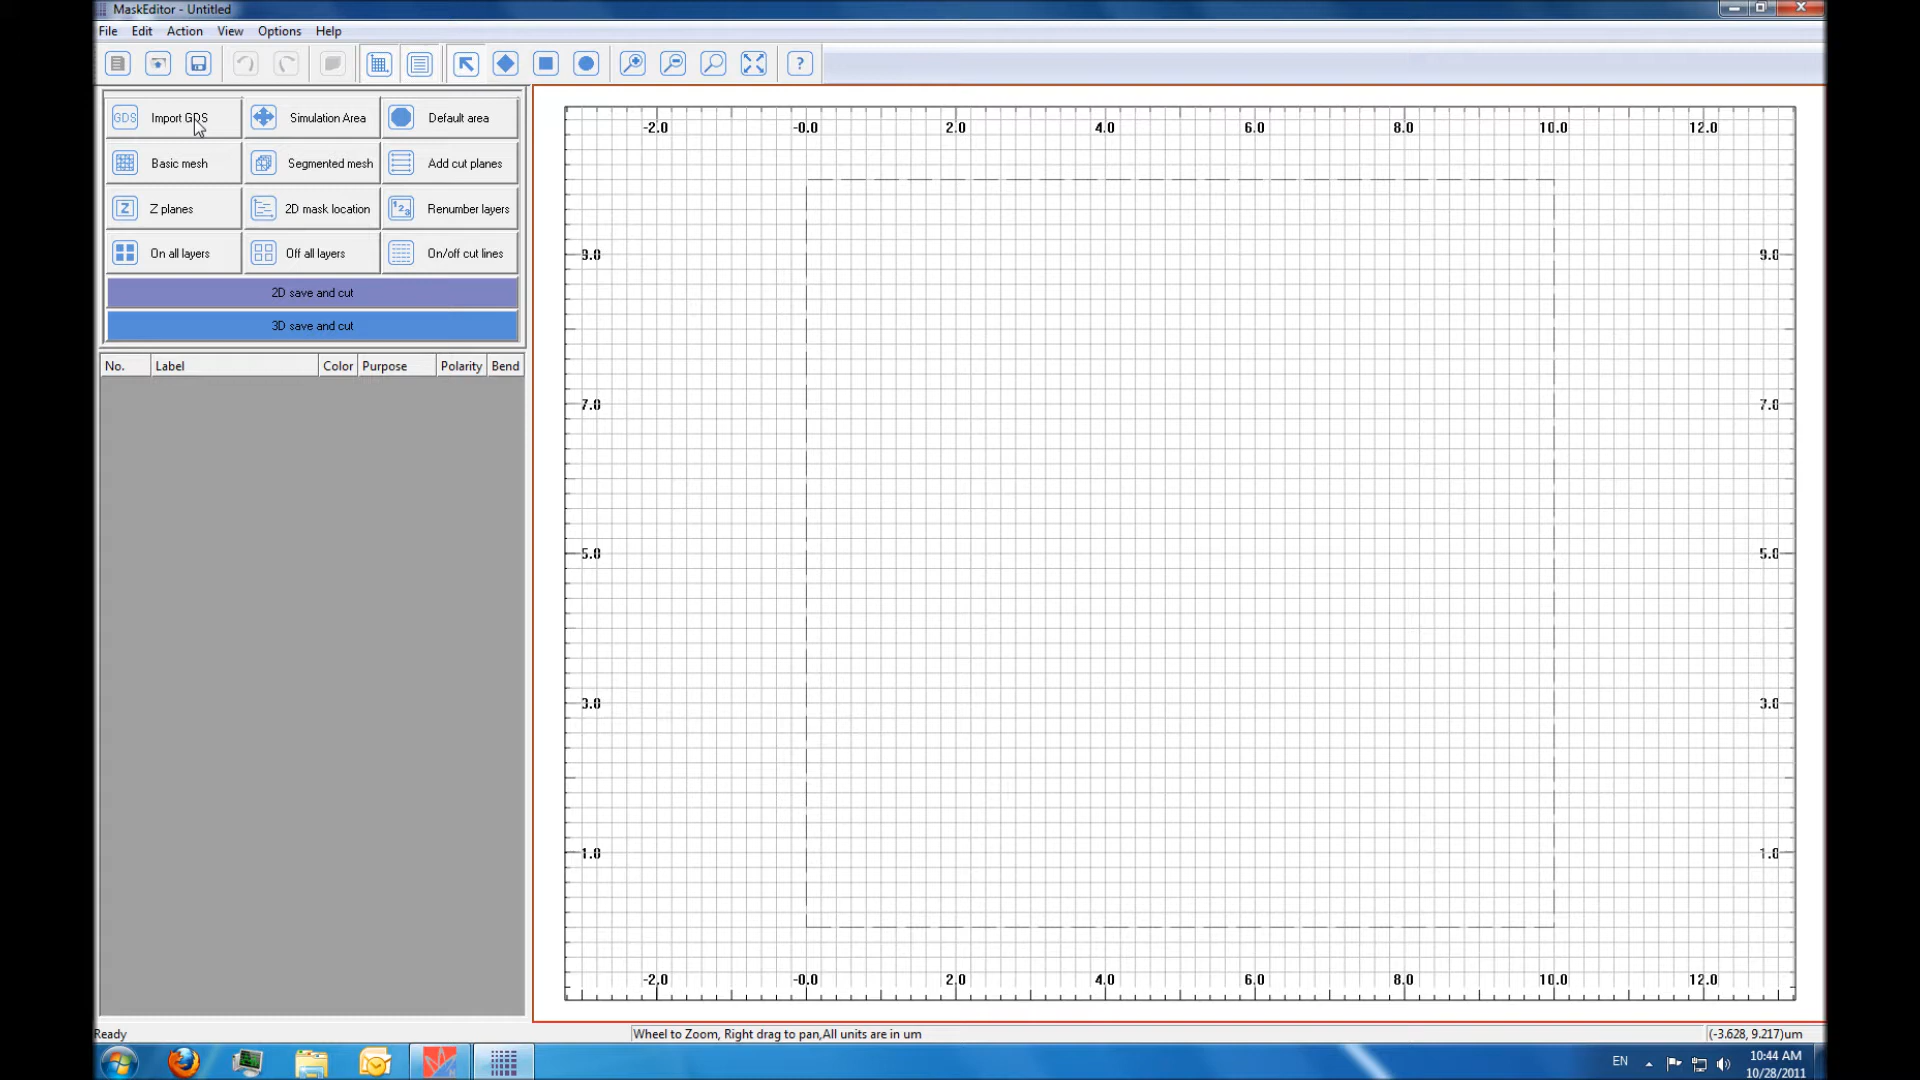 MaskEditor - Untitled
File Edit Action View Options Help
GDS Import GDS Simulation Area Default area
Basic mesh Segmented mesh Add cut planes
Z Z planes 2D mask location Renumber layers
On all layers Off all layers On/off cut lines
2D save and cut
3D save and cut
No. Label Color Purpose Polarity Bend
-2.0 -0.0 2.0 4.0 6.0 8.0 10.0 12.0
9.0 9.0
7.0 7.0
5.0 5.0
3.0 3.0
1.0 1.0
-2.0 -0.0 2.0 4.0 6.0 8.0 10.0 12.0
Ready Wheel to Zoom, Right drag to pan,All units are in um (-3.628, 9.217)um
EN 10:44 AM
10/28/2011